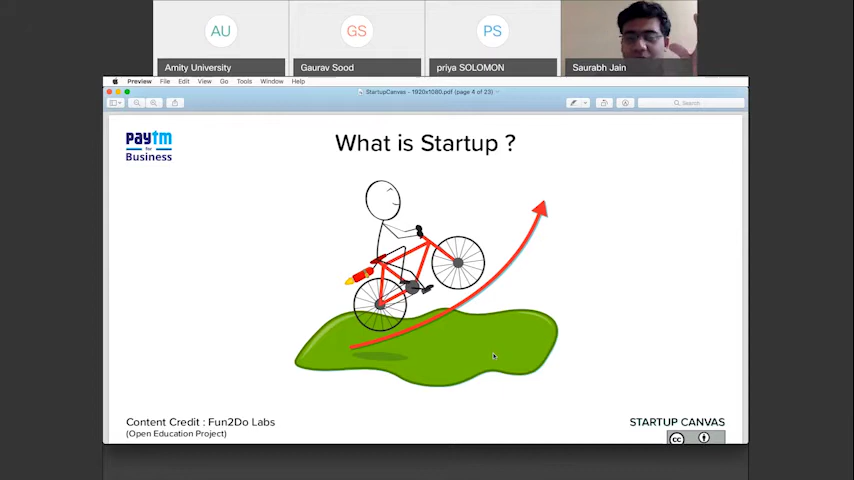 AU
GS
PS
Amity University
Gaurav Sood
priya SOLOMON
Saurabh Jain
Preview File Edit View Go Tools Window Help
StartupCanvas - 1920x1080.pdf (page 4 of 23)
Search
paytm
for
Business
What is Startup ?
Content Credit : Fun2Do Labs
(Open Education Project)
STARTUP CANVAS
cc